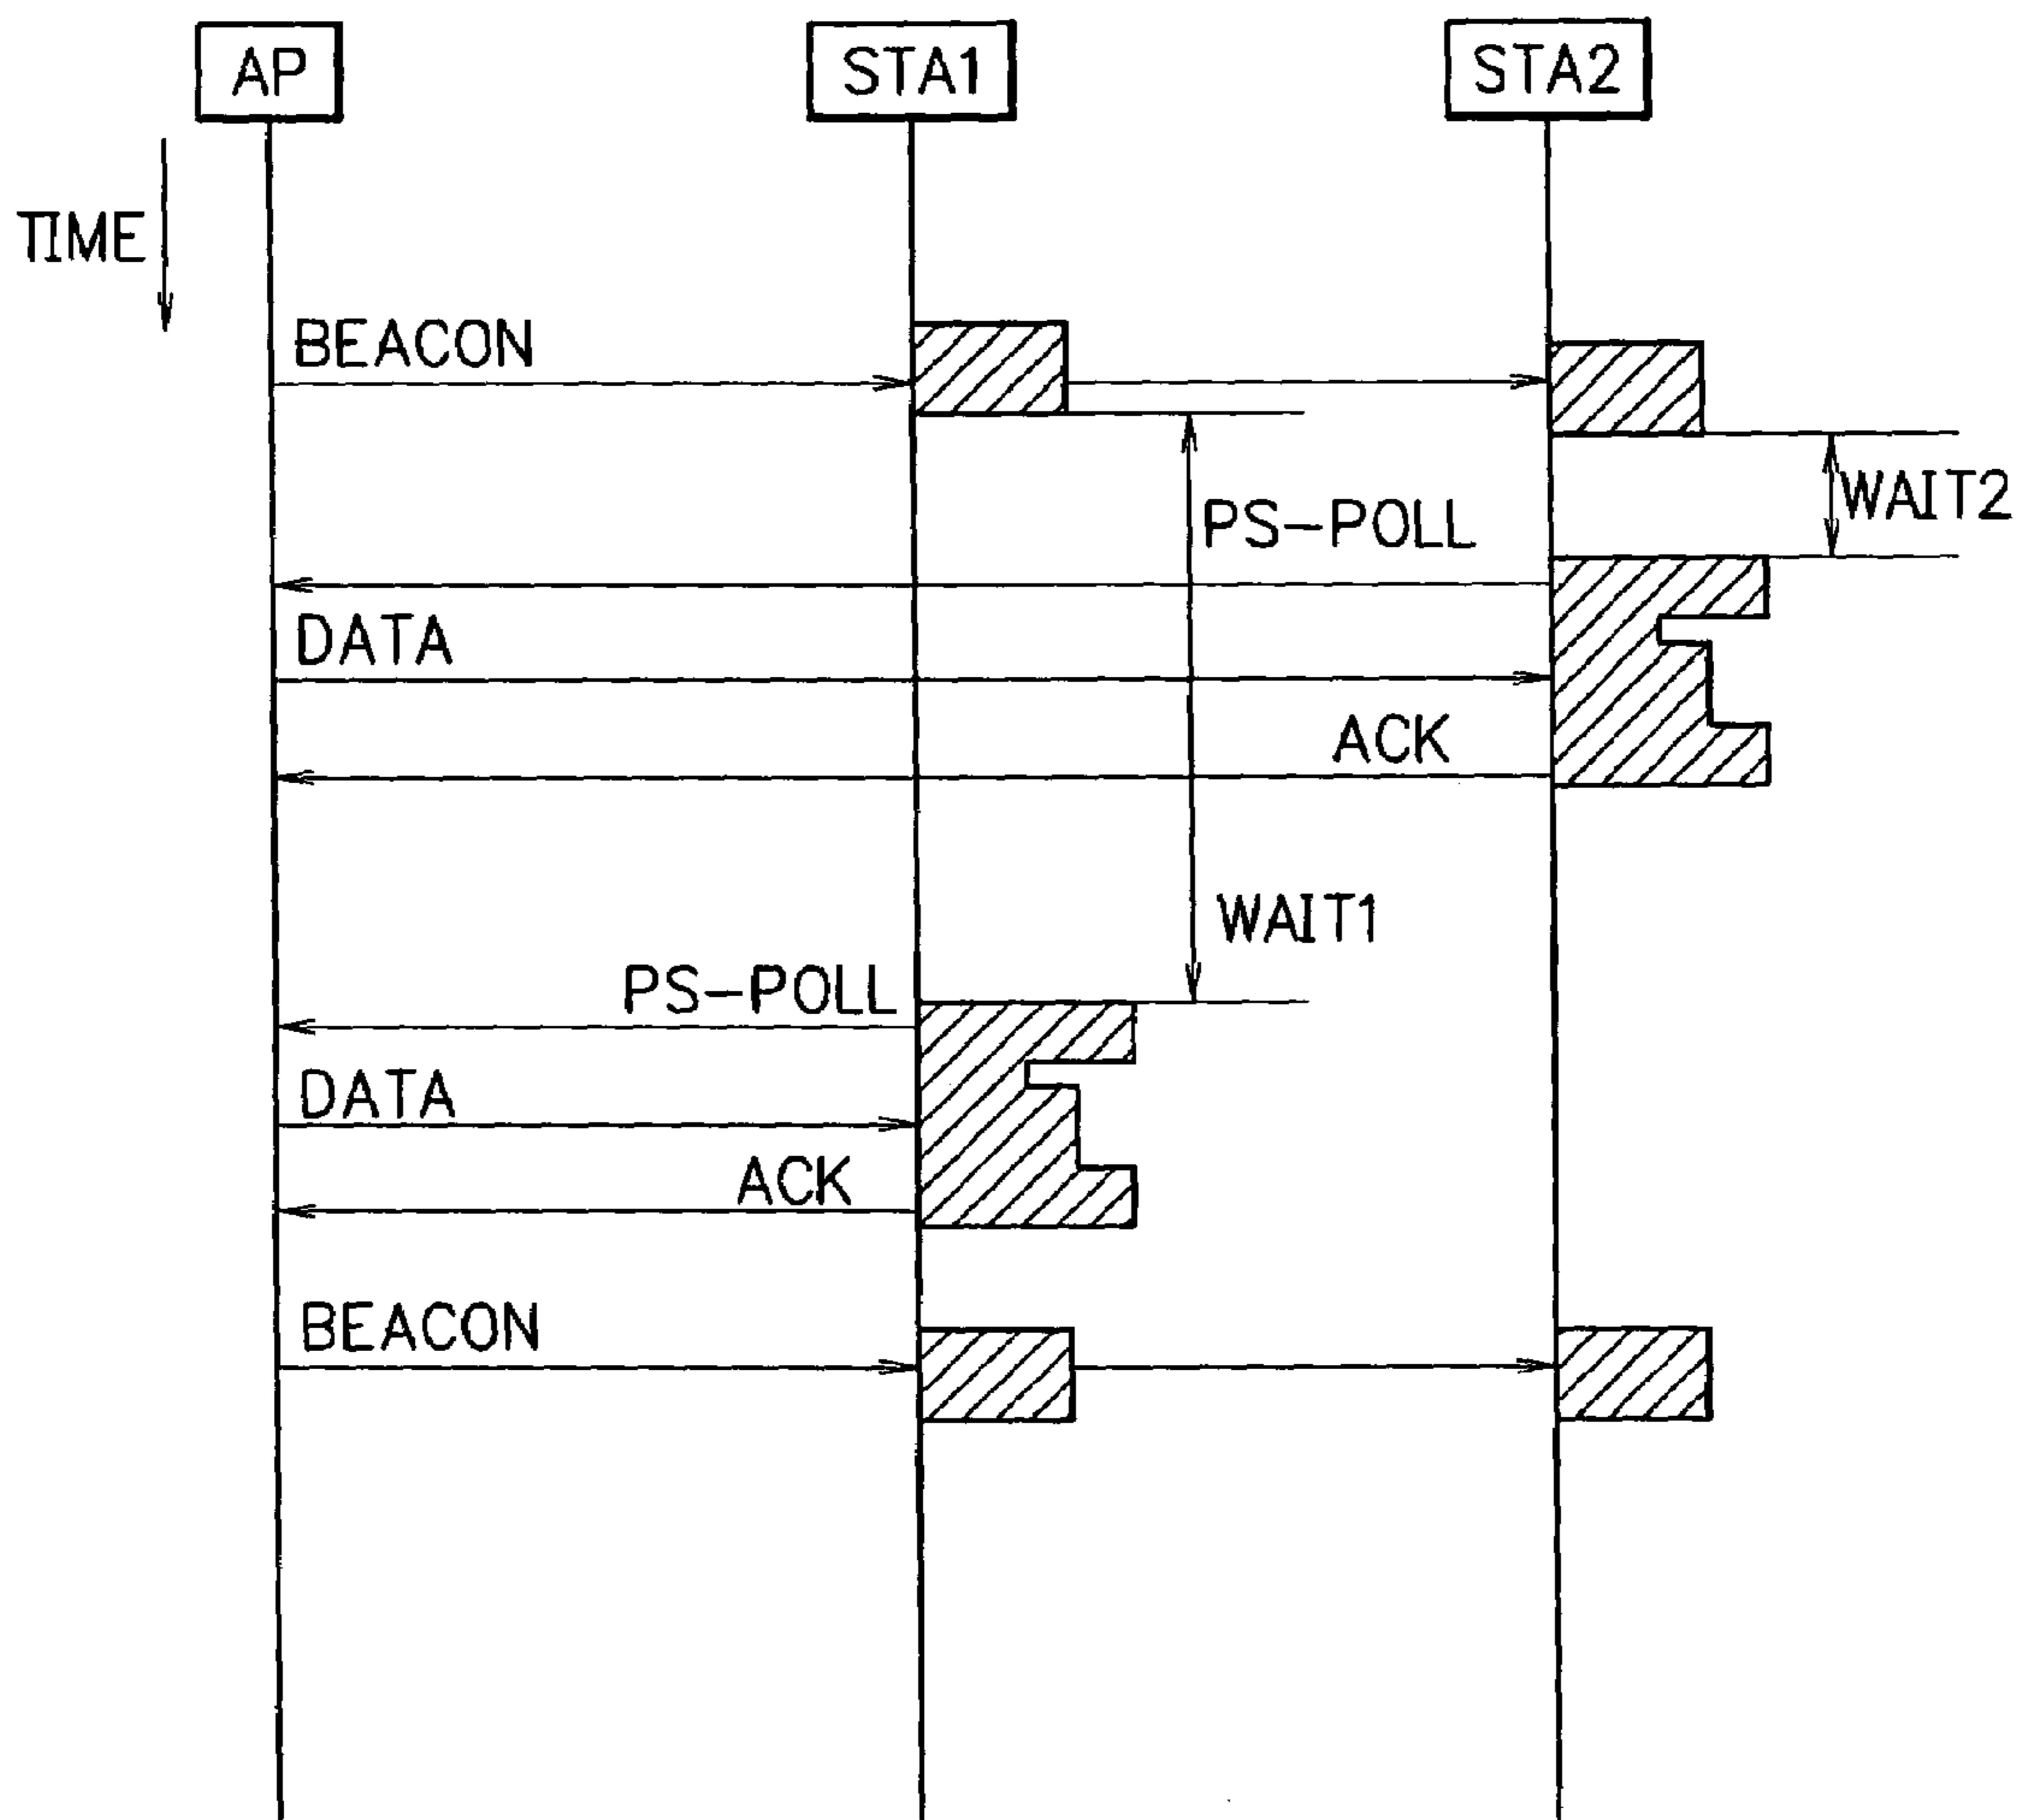 AP
STA1
STA2
TIME
BEACON
WAIT2
PS-POLL
DATA
ACK
WAIT1
PS-POLL
DATA
ACK
BEACON